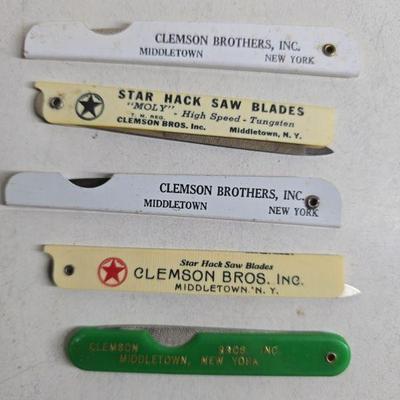 CLEMSON BROTHERS, INC.
MIDDLETOWN NEW YORK
STAR HACK SAW BLADES
"MOLY" - High Speed - Tungsten
T. M. REG.
CLEMSON BROS. Inc. Middletown, N. Y.
CLEMSON BROTHERS, INC.
MIDDLETOWN NEW YORK
Star Hack Saw Blades
CLEMSON BROS. INC.
MIDDLETOWN, N. Y.
CLEMSON BROS. INC.
MIDDLETOWN, NEW YORK